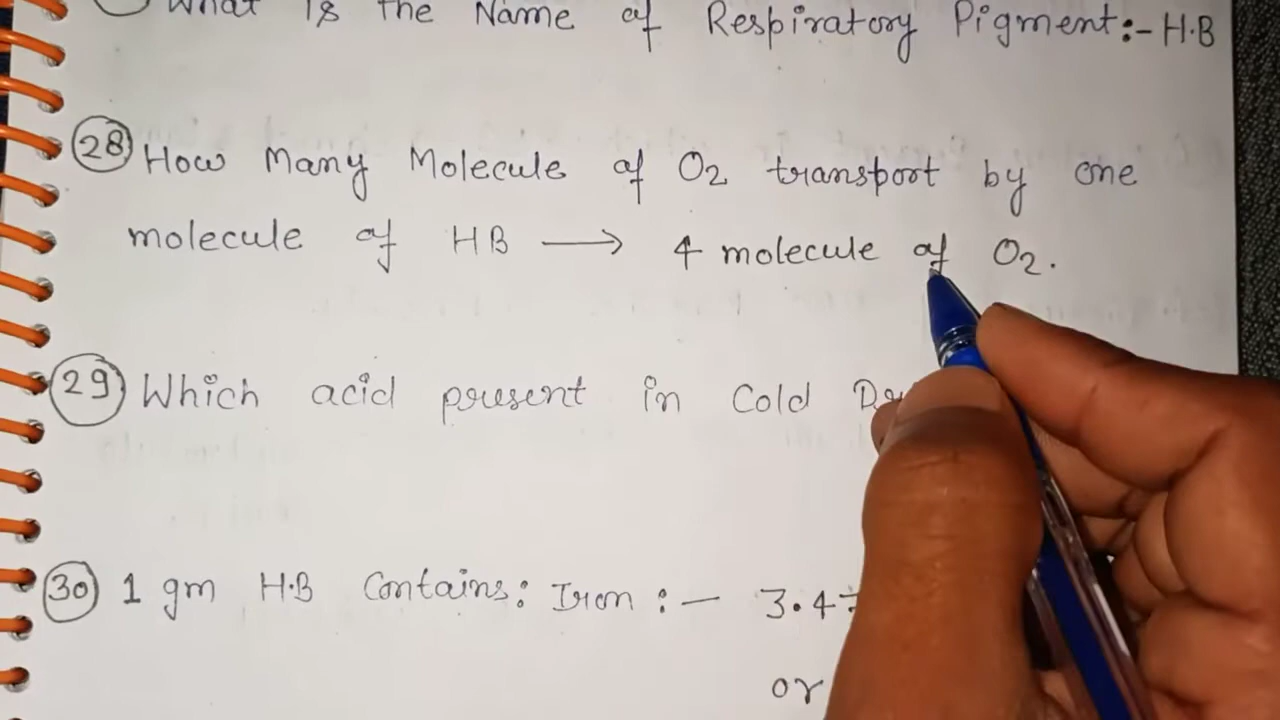 What is the Name of Respiratory Pigment:- H.B
28 How Many Molecule of O2 transport by one
molecule of HB → 4 molecule of O2.
29 Which acid present in Cold
30 1 gm H.B Contains: Iron :- 3.4
or